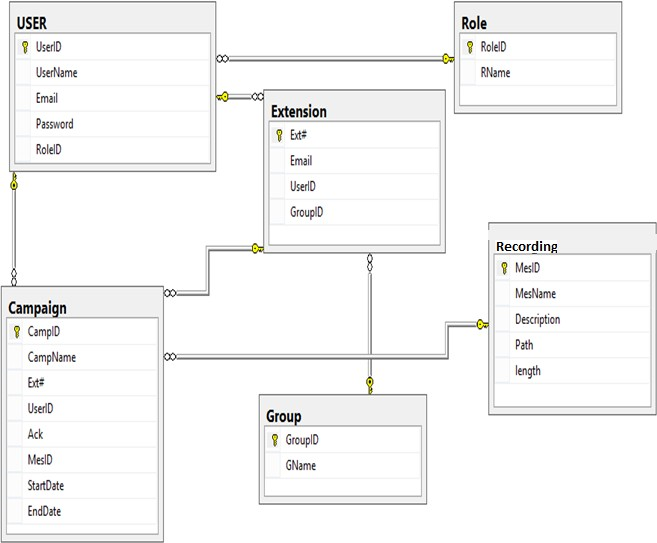 USER
UserID
UserName
Email
Password
RoleID
Role
RoleID
RName
Extension
Ext#
Email
UserID
GroupID
Recording
MesID
MesName
Description
Path
length
Campaign
CampID
CampName
Ext#
UserID
Ack
MesID
StartDate
EndDate
Group
GroupID
GName